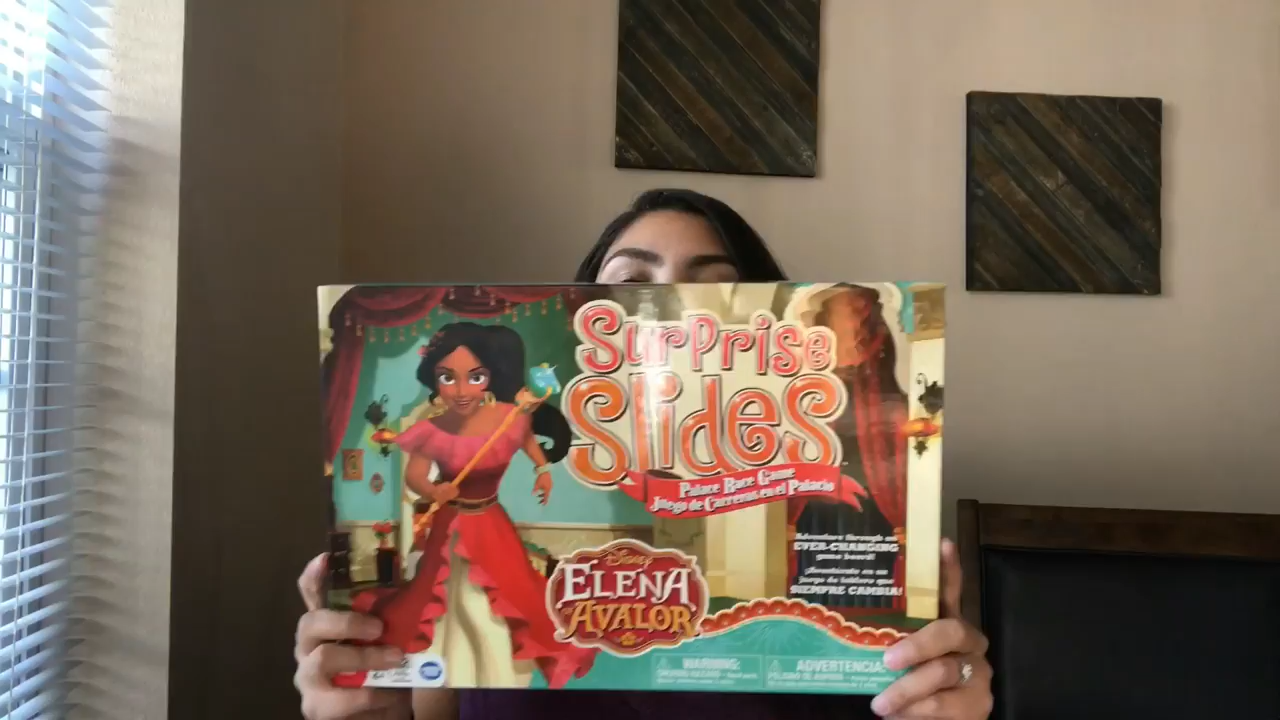 Surprise
Slides
Palace Race Game
Juego de Carreras en el Palacio
Adventure through an
EVER-CHANGING
game board!
¡Aventúrate en un
juego de tablero que
SIEMPRE CAMBIA!
Disney
ELENA
OF AVALOR
WARNING:
ADVERTENCIA: